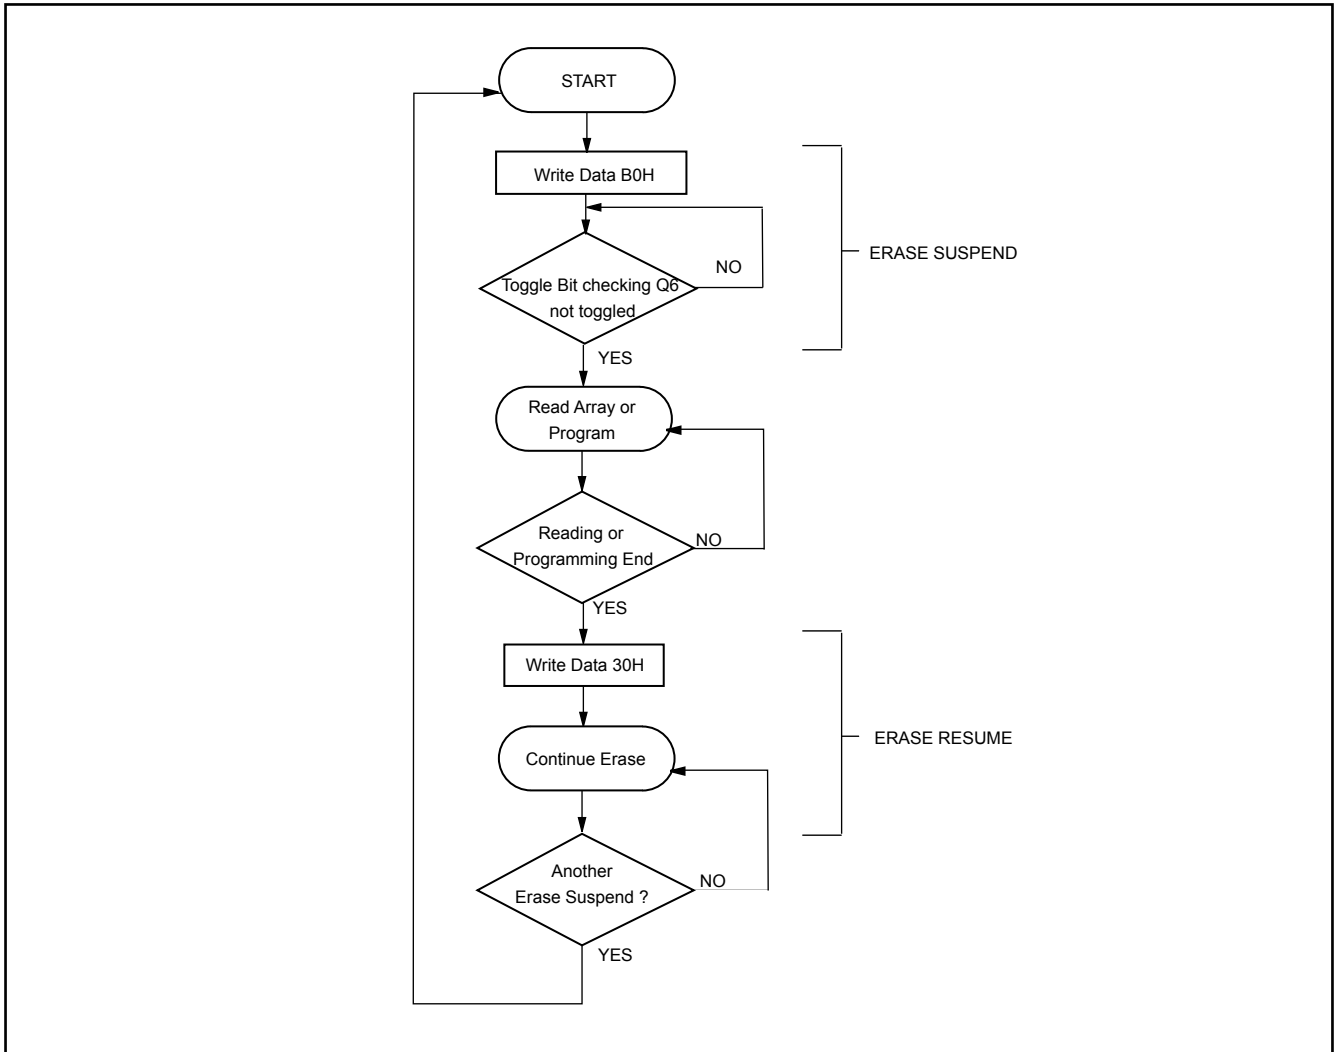 START
Write Data B0H
ERASE SUSPEND
NO
Toggle Bit checking Q6
not toggled
YES
Read Array or
Program
Reading or
NO
Programming End
YES
Write Data 30H
ERASE RESUME
Continue Erase
Another
NO
Erase Suspend ?
YES